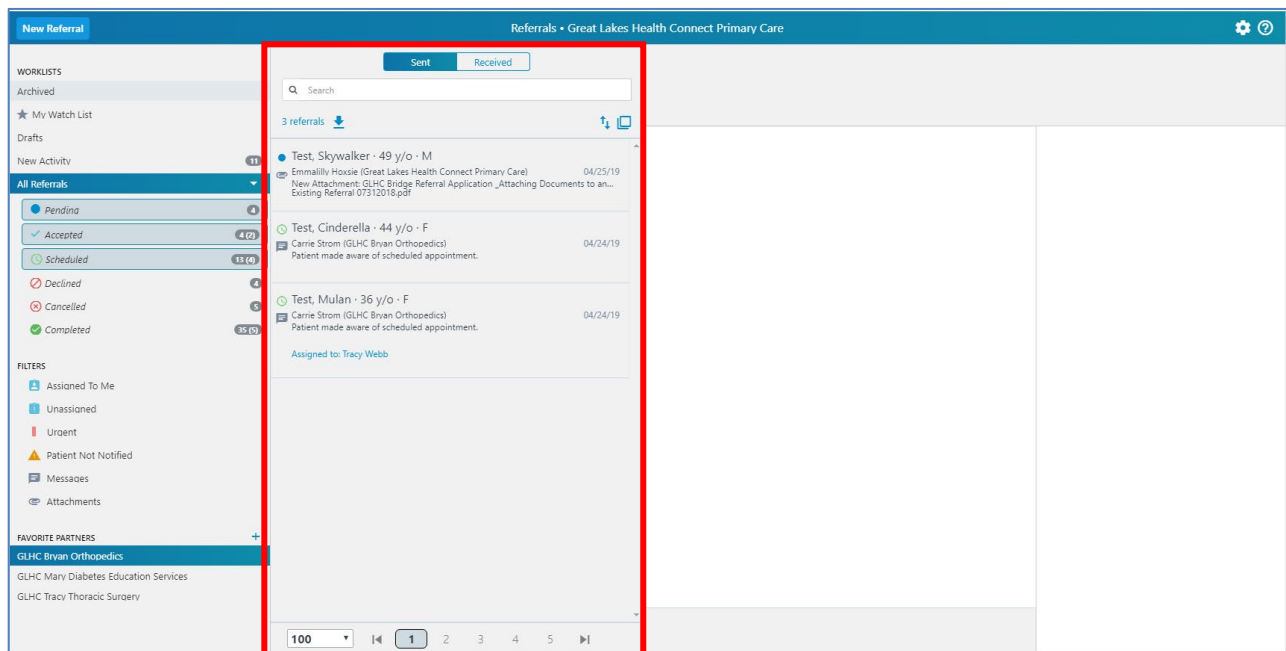 New Referral
Referrals • Great Lakes Health Connect Primary Care
WORKLISTS
Archived
My Watch List
Drafts
New Activity 11
All Referrals
Pending 4
Accepted 4 (2)
Scheduled 13 (4)
Declined 4
Cancelled 5
Completed 35 (5)
FILTERS
Assigned To Me
Unassigned
Urgent
Patient Not Notified
Messages
Attachments
FAVORITE PARTNERS +
GLHC Bryan Orthopedics
GLHC Mary Diabetes Education Services
GLHC Tracy Thoracic Surgery
Sent Received
Search
3 referrals
Test, Skywalker · 49 y/o · M
Emmalilly Hoxsie (Great Lakes Health Connect Primary Care) 04/25/19
New Attachment: GLHC Bridge Referral Application _Attaching Documents to an...
Existing Referral 07312018.pdf
Test, Cinderella · 44 y/o · F
Carrie Strom (GLHC Bryan Orthopedics) 04/24/19
Patient made aware of scheduled appointment.
Test, Mulan · 36 y/o · F
Carrie Strom (GLHC Bryan Orthopedics) 04/24/19
Patient made aware of scheduled appointment.
Assigned to: Tracy Webb
100 1 2 3 4 5